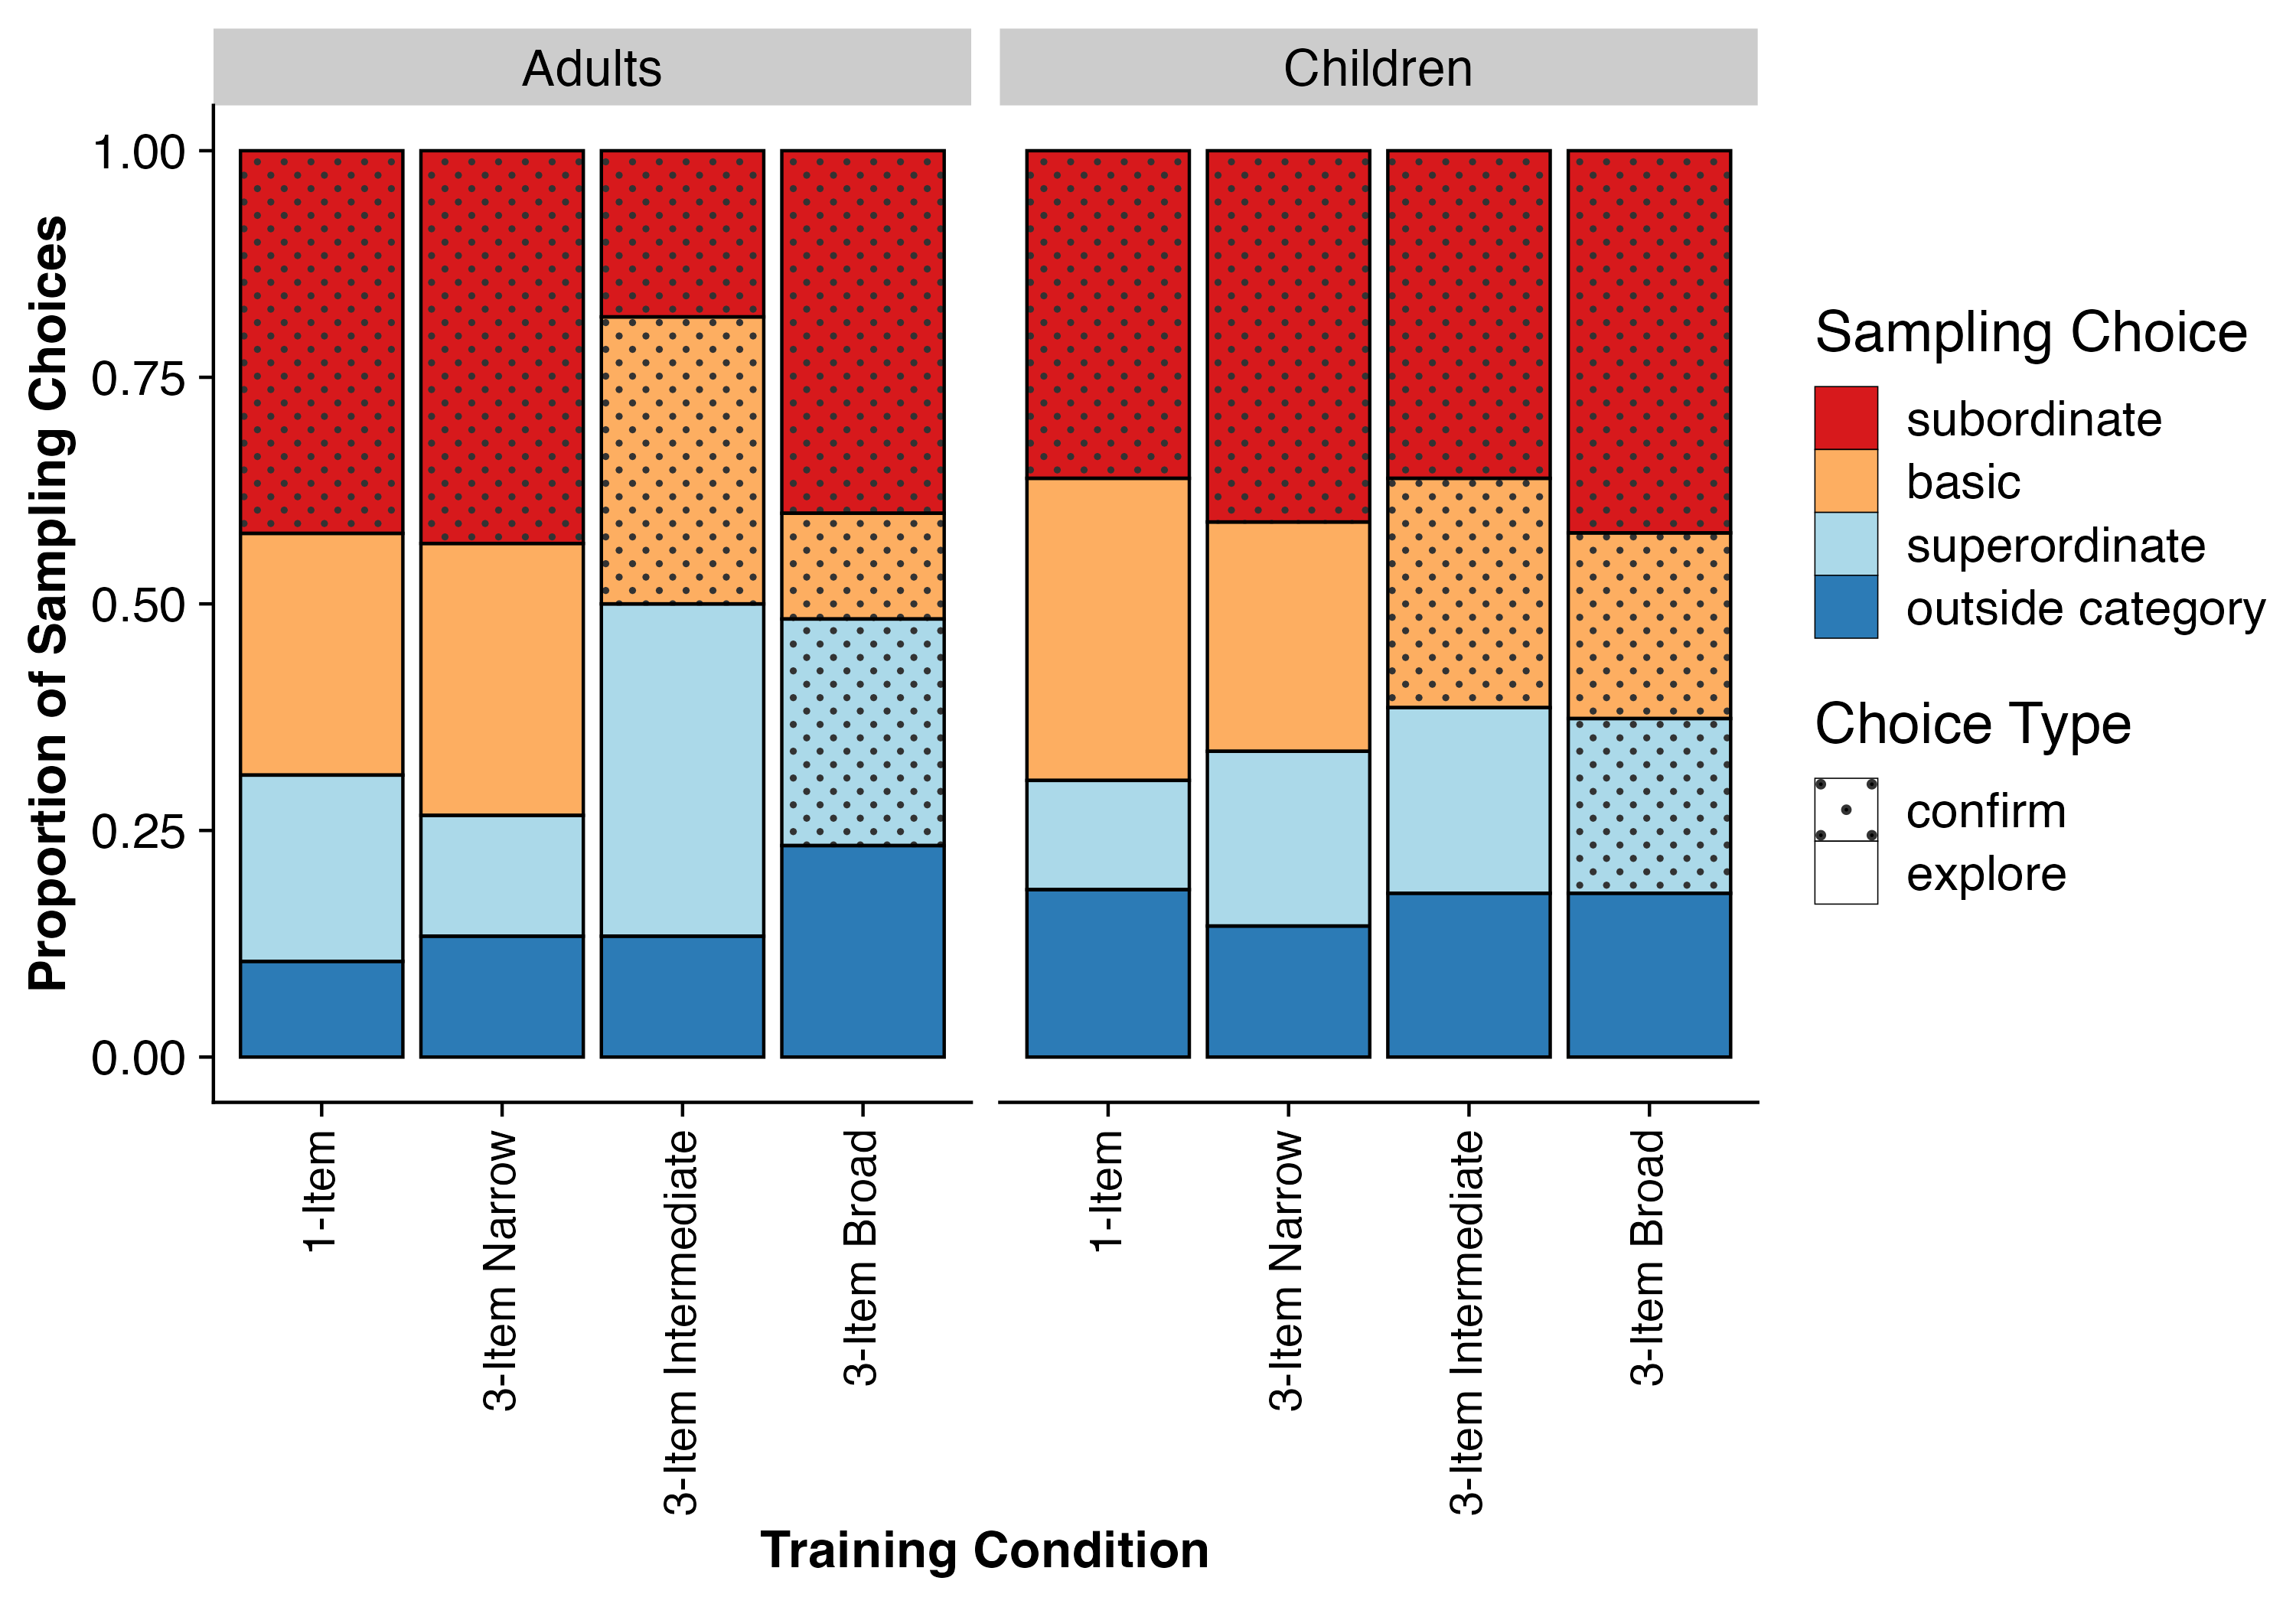 Adults
Children
Proportion of Sampling Choices
1.00
0.75
0.50
0.25
0.00
1-Item
3-Item Narrow
3-Item Intermediate
3-Item Broad
1-Item
3-Item Narrow
3-Item Intermediate
3-Item Broad
Training Condition
Sampling Choice
subordinate
basic
superordinate
outside category
Choice Type
confirm
explore